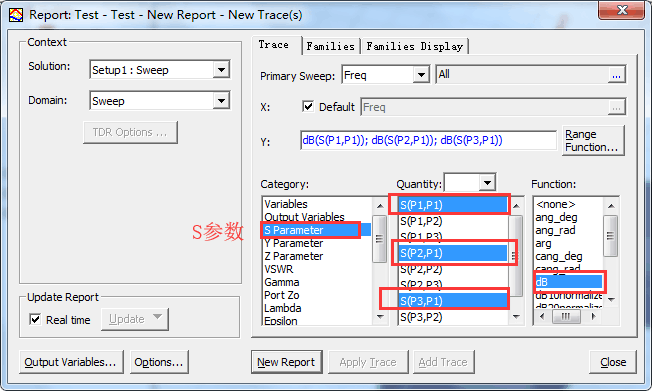 Report: Test - Test - New Report - New Trace(s)
Context
Solution: Setup1 : Sweep
Domain: Sweep
TDR Options ...
Update Report
Real time Update
Trace Families Families Display
Primary Sweep: Freq All ...
X: Default Freq ...
Y: dB(S(P1,P1)); dB(S(P2,P1)); dB(S(P3,P1))
Range
Function...
Category: Quantity: Function:
Variables
Output Variables
S Parameter
Y Parameter
Z Parameter
VSWR
Gamma
Port Zo
Lambda
Epsilon
S参数
S(P1,P1)
S(P1,P2)
S(P1,P3)
S(P2,P1)
S(P2,P2)
S(P2,P3)
S(P3,P1)
S(P3,P2)
<none>
ang_deg
ang_rad
arg
cang_deg
cang_rad
dB
dB10normalize
dB20normalize
Output Variables... Options... New Report Apply Trace Add Trace Close